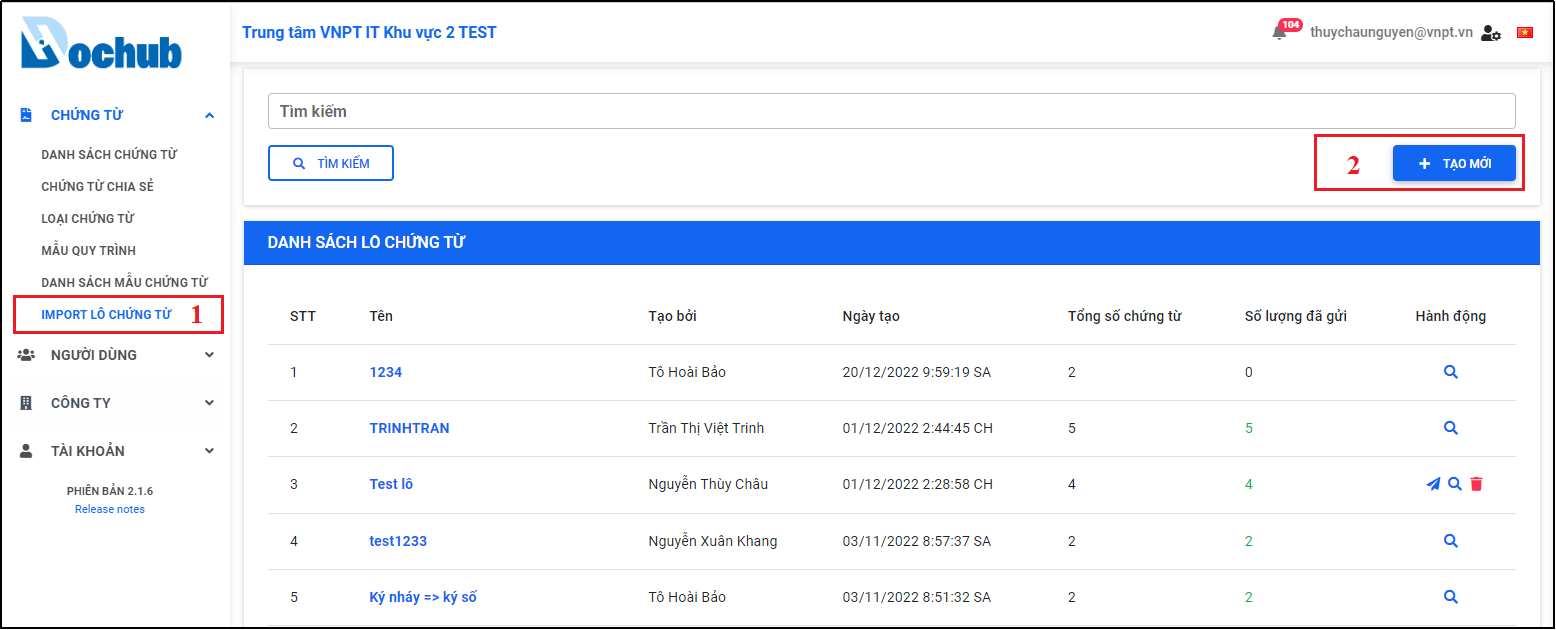 Dochub
Trung tâm VNPT IT Khu vực 2 TEST
104
thuychaunguyen@vnpt.vn
CHỨNG TỪ
DANH SÁCH CHỨNG TỪ
CHỨNG TỪ CHIA SẺ
LOẠI CHỨNG TỪ
MẪU QUY TRÌNH
DANH SÁCH MẪU CHỨNG TỪ
IMPORT LÔ CHỨNG TỪ 1
NGƯỜI DÙNG
CÔNG TY
TÀI KHOẢN
PHIÊN BẢN 2.1.6
Release notes
Tìm kiếm
TÌM KIẾM
2 TẠO MỚI
DANH SÁCH LÔ CHỨNG TỪ
STT Tên Tạo bởi Ngày tạo Tổng số chứng từ Số lượng đã gửi Hành động
1 1234 Tô Hoài Bảo 20/12/2022 9:59:19 SA 2 0
2 TRINHTRAN Trần Thị Việt Trinh 01/12/2022 2:44:45 CH 5 5
3 Test lô Nguyễn Thùy Châu 01/12/2022 2:28:58 CH 4 4
4 test1233 Nguyễn Xuân Khang 03/11/2022 8:57:37 SA 2 2
5 Ký nháy => ký số Tô Hoài Bảo 03/11/2022 8:51:32 SA 2 2